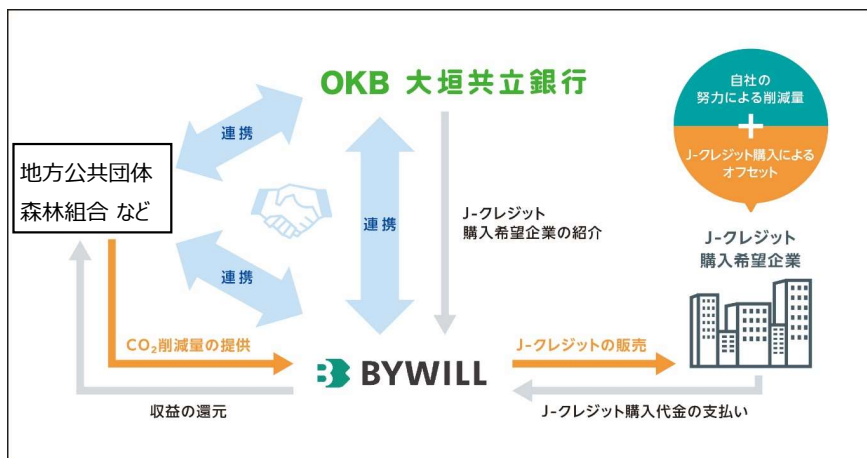 OKB 大垣共立銀行
自社の
努力による削減量
+
J-クレジット購入による
オフセット
連携
地方公共団体
森林組合 など
連携
J-クレジット
購入希望企業の紹介
J-クレジット
購入希望企業
連携
CO₂削減量の提供
BYWILL
J-クレジットの販売
収益の還元
J-クレジット購入代金の支払い